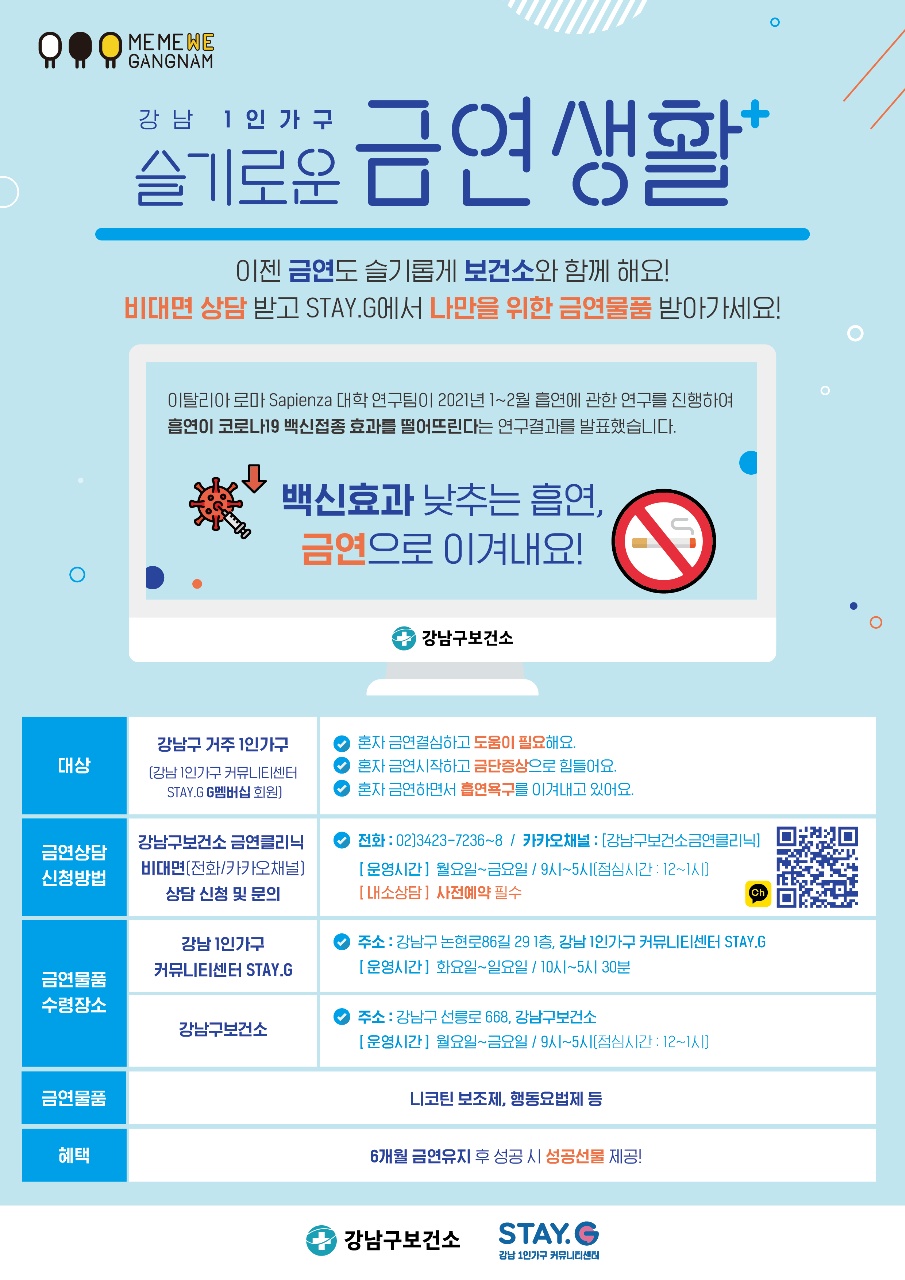 MEMEWE
GANGNAM
강남 1인가구
슬기로운 금연생활+
이젠 금연도 슬기롭게 보건소와 함께 해요!
비대면 상담 받고 STAY.G에서 나만을 위한 금연물품 받아가세요!
이탈리아 로마 Sapienza 대학 연구팀이 2021년 1~2월 흡연에 관한 연구를 진행하여
흡연이 코로나19 백신접종 효과를 떨어뜨린다는 연구결과를 발표했습니다.
백신효과 낮추는 흡연,
금연으로 이겨내요!
강남구보건소
대상
강남구 거주 1인가구
(강남 1인가구 커뮤니티센터
STAY.G G멤버십 회원)
혼자 금연결심하고 도움이 필요해요.
혼자 금연시작하고 금단증상으로 힘들어요.
혼자 금연하면서 흡연욕구를 이겨내고 있어요.
금연상담
신청방법
강남구보건소 금연클리닉
비대면(전화/카카오채널)
상담 신청 및 문의
전화 : 02)3423-7236~8 / 카카오채널 : [강남구보건소금연클리닉]
[ 운영시간 ] 월요일~금요일 / 9시~5시(점심시간 : 12~1시)
[ 내소상담 ] 사전예약 필수
Ch
금연물품
수령장소
강남 1인가구
커뮤니티센터 STAY.G
주소 : 강남구 논현로86길 29 1층, 강남 1인가구 커뮤니티센터 STAY.G
[ 운영시간 ] 화요일~일요일 / 10시~5시 30분
강남구보건소
주소 : 강남구 선릉로 668, 강남구보건소
[ 운영시간 ] 월요일~금요일 / 9시~5시(점심시간 : 12~1시)
금연물품
니코틴 보조제, 행동요법제 등
혜택
6개월 금연유지 후 성공 시 성공선물 제공!
강남구보건소
STAY.G
강남 1인가구 커뮤니티센터